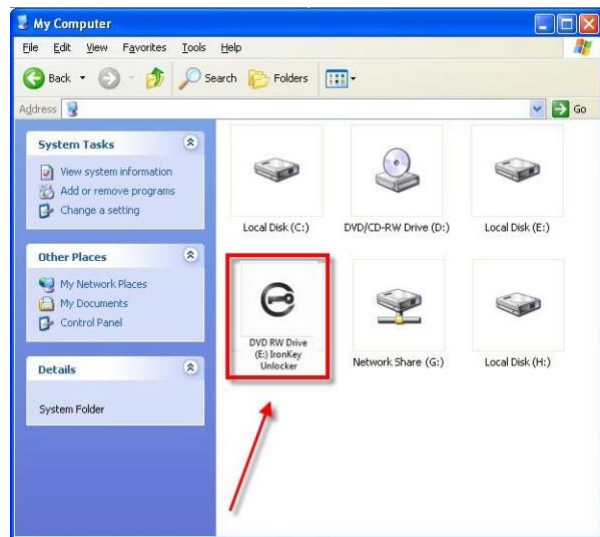 My Computer
File Edit View Favorites Tools Help
Back Search Folders
Address Go
System Tasks
View system information
Add or remove programs
Change a setting
Other Places
My Network Places
My Documents
Control Panel
Details
System Folder
Local Disk (C:) DVD/CD-RW Drive (D:) Local Disk (E:)
DVD RW Drive
(E:) IronKey
Unlocker
Network Share (G:) Local Disk (H:)